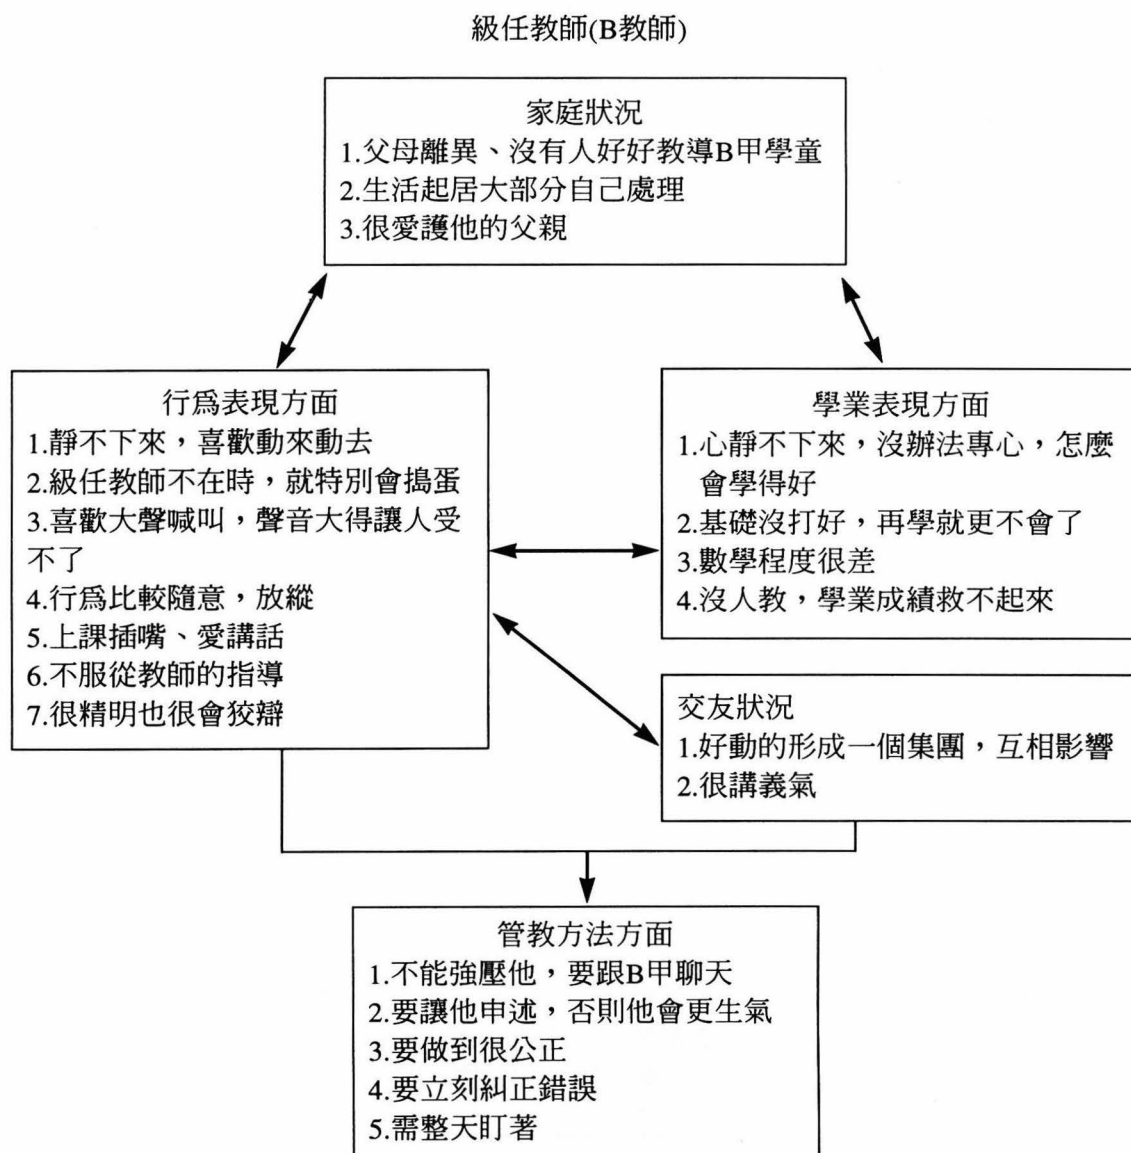 級任教師(B教師)
家庭狀況
1.父母離異、沒有人好好教導B甲學童
2.生活起居大部分自己處理
3.很愛護他的父親
行為表現方面
1.靜不下來，喜歡動來動去
2.級任教師不在時，就特別會搗蛋
3.喜歡大聲喊叫，聲音大得讓人受
不了
4.行為比較隨意，放縱
5.上課插嘴、愛講話
6.不服從教師的指導
7.很精明也很會狡辯
學業表現方面
1.心靜不下來，沒辦法專心，怎麼
會學得好
2.基礎沒打好，再學就更不會了
3.數學程度很差
4.沒人教，學業成績救不起來
交友狀況
1.好動的形成一個集團，互相影響
2.很講義氣
管教方法方面
1.不能強壓他，要跟B甲聊天
2.要讓他申述，否則他會更生氣
3.要做到很公正
4.要立刻糾正錯誤
5.需整天盯著